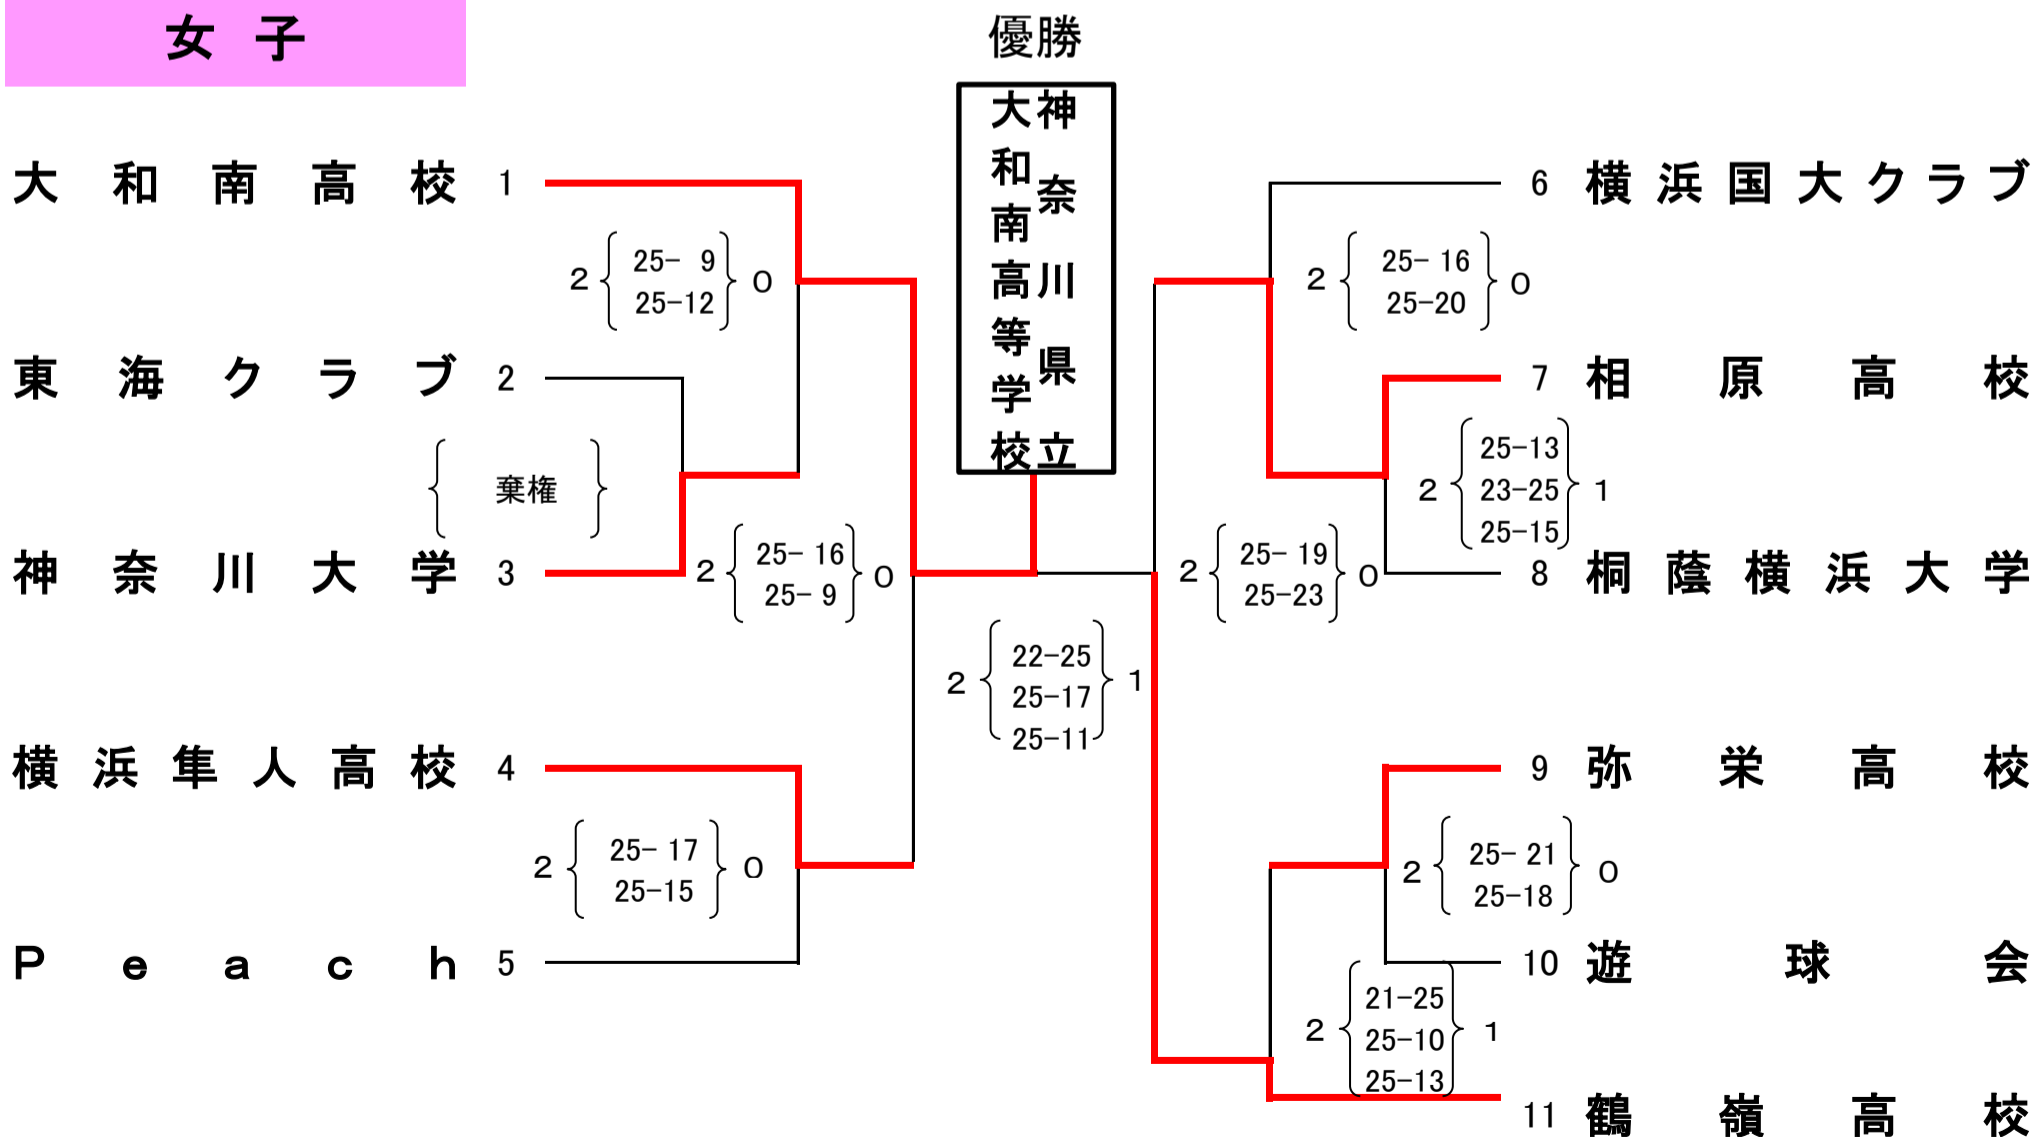 女子
優勝
神奈川県立
大和南高等学校
大和南高校 1
2 25- 9 0
25-12
東海クラブ 2
棄権
神奈川大学 3
2 25- 16 0
25- 9
横浜隼人高校 4
2 25- 17 0
25-15
Peach 5
2 22-25 1
25-17
25-11
6 横浜国大クラブ
2 25- 16 0
25-20
7 相原高校
2 25-13 1
23-25
25-15
8 桐蔭横浜大学
2 25- 19 0
25-23
9 弥栄高校
2 25- 21 0
25-18
10 遊球会
2 21-25 1
25-10
25-13
11 鶴嶺高校